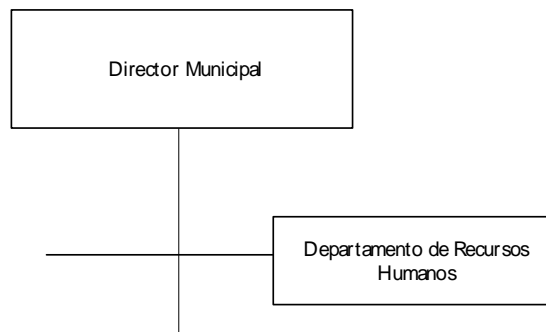 Director Municipal
Departamento de Recursos
Humanos